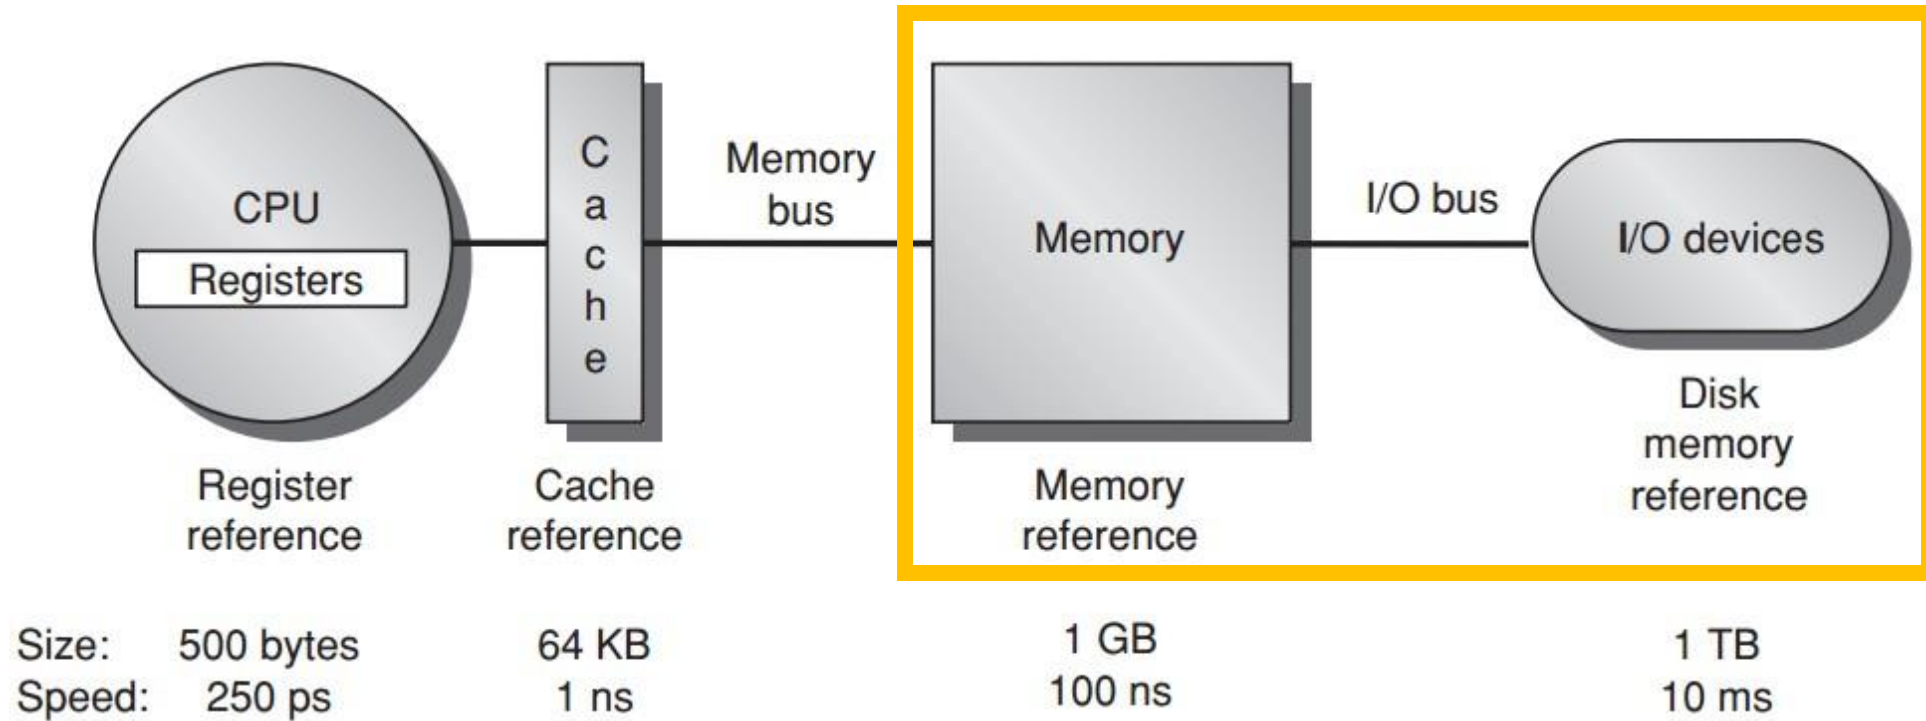 CPU
Registers
Cache
Memory
bus
Memory
I/O bus
I/O devices
Register
reference
Cache
reference
Memory
reference
Disk
memory
reference
Size: 500 bytes 64 KB 1 GB 1 TB
Speed: 250 ps 1 ns 100 ns 10 ms